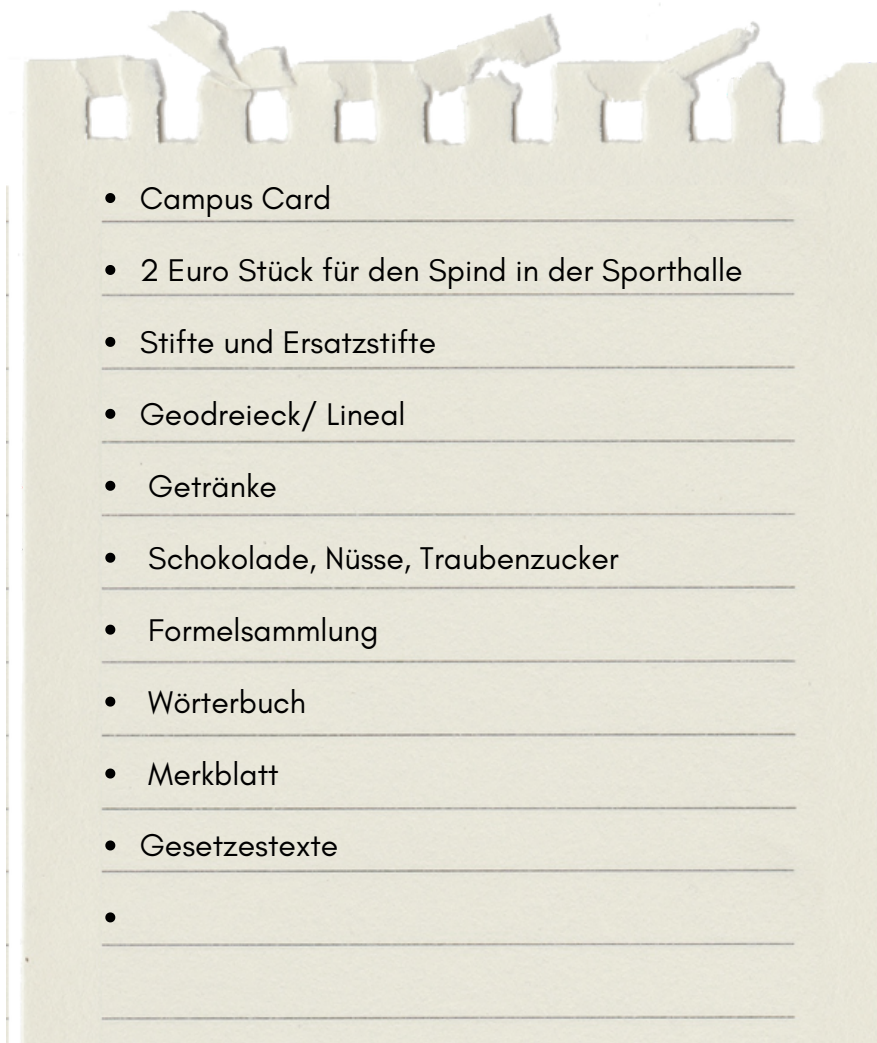 • Campus Card
• 2 Euro Stück für den Spind in der Sporthalle
• Stifte und Ersatzstifte
• Geodreieck/ Lineal
• Getränke
• Schokolade, Nüsse, Traubenzucker
• Formelsammlung
• Wörterbuch
• Merkblatt
• Gesetzestexte
•